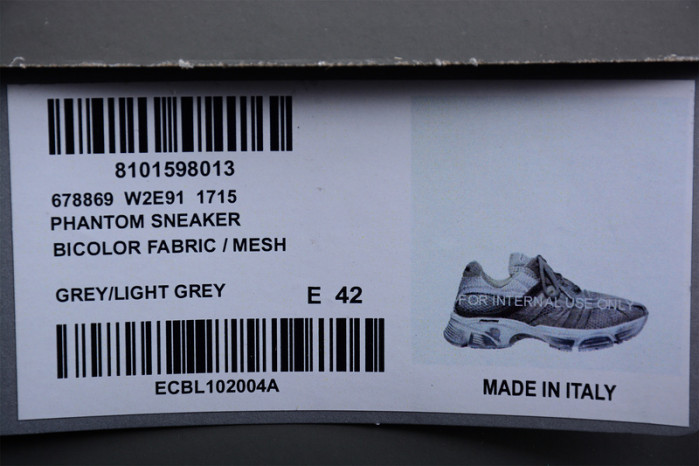 8101598013
678869 W2E91 1715
PHANTOM SNEAKER
BICOLOR FABRIC / MESH
GREY/LIGHT GREY E 42
ECBL102004A
FOR INTERNAL USE ONLY
MADE IN ITALY